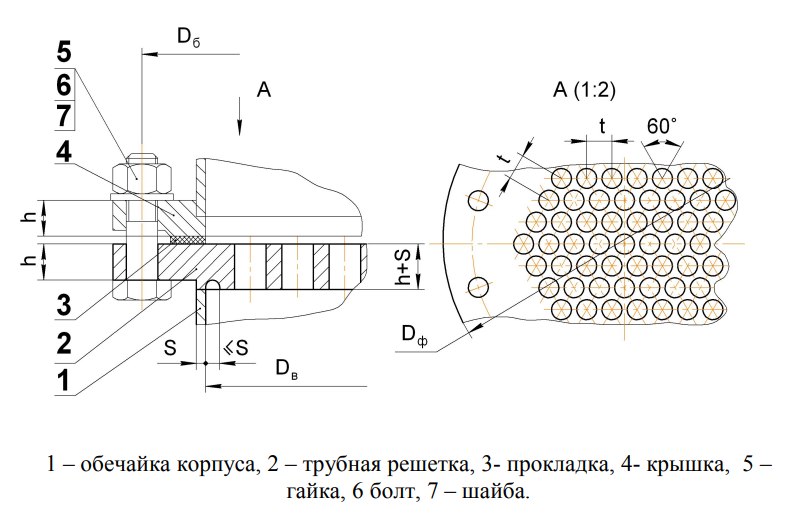 5
6
7
4
Dб
A
A (1:2)
t
t
60°
h
h
h+S
3
2
1
S
≤S
Dв
Dф
1 – обечайка корпуса, 2 – трубная решетка, 3- прокладка, 4- крышка, 5 –
гайка, 6 болт, 7 – шайба.